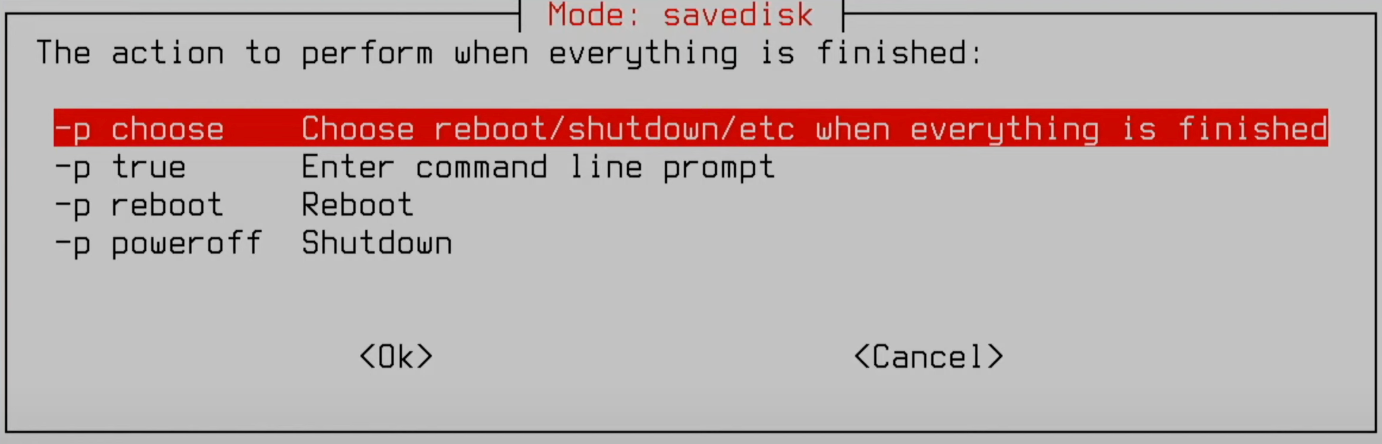 Mode: savedisk
The action to perform when everything is finished:
-p choose    Choose reboot/shutdown/etc when everything is finished
-p true      Enter command line prompt
-p reboot    Reboot
-p poweroff  Shutdown
<Ok>    <Cancel>